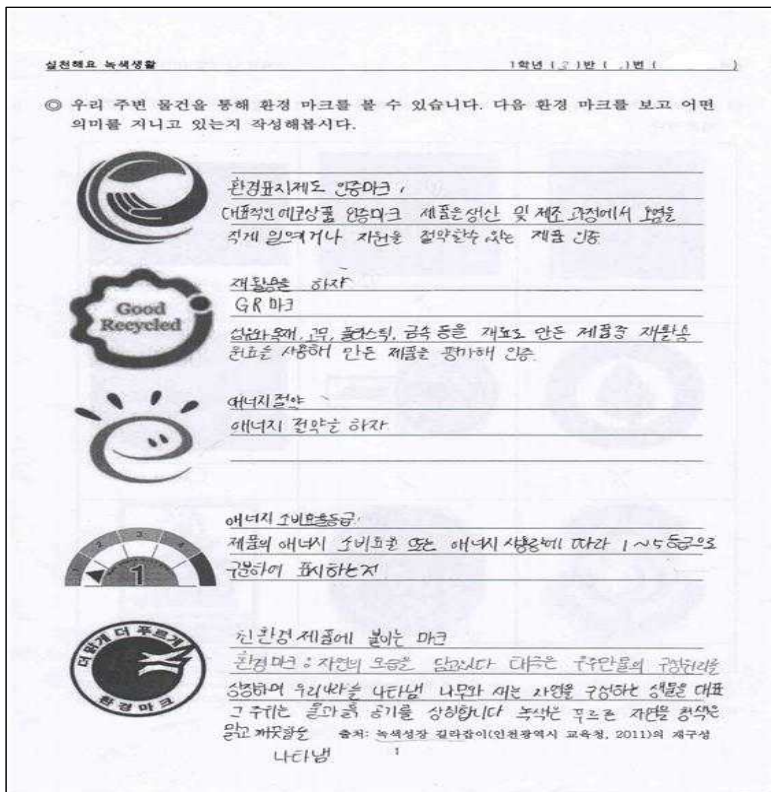 실천해요 녹색생활 1학년 ( 3 )반 ( )번 ( )
◎ 우리 주변 물건을 통해 환경 마크를 볼 수 있습니다. 다음 환경 마크를 보고 어떤
의미를 지니고 있는지 작성해봅시다.
환경표지제도 인증마크
대표적인 에코상품 인증마크 제품을 생산 및 제조 과정에서 오염을
적게 일으키거나 자원을 절약할수 있는 제품 인증
Good
Recycled
재활용을 하자
GR 마크
섬유와 목재, 고무, 플라스틱, 금속 등을 재료로 만든 제품중 재활용
원료을 사용해 만든 제품을 평가해 인증.
에너지 절약
에너지 절약을 하자
1 2 3 4
1
에너지 소비효율등급
제품의 에너지 소비효율 또는 에너지 사용량에 따라 1~5등급으로
구분하여 표시하는것
더 맑게 더 푸르게
환경마크
친환경 제품에 붙이는 마크
환경마크 : 자연의 모습을 담고있다 태극은 우주만물의 구성원리를
상징하며 우리나라를 나타냄 나무와 새는 자연을 구성하는 생물을 대표
그 주위는 물과 흙 공기를 상징합니다 녹색은 푸르른 자연을 청색은
맑고 깨끗함을 출처: 녹색성장 길라잡이(인천광역시 교육청, 2011)의 재구성
나타냄
1